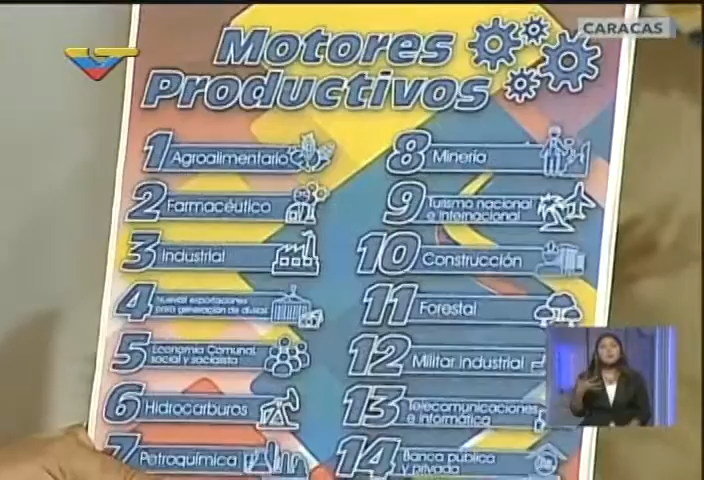 CARACAS
Motores
Productivos
1 Agroalimentario
2 Farmacéutico
3 Industrial
4 Nuevas exportaciones
para generación de divisas
5 Economía Comunal,
social y socialista
6 Hidrocarburos
7 Petroquímica
8 Minería
9 Turismo nacional
e internacional
10 Construcción
11 Forestal
12 Militar Industrial
13 Telecomunicaciones
e informática
14 Banca pública
y privada